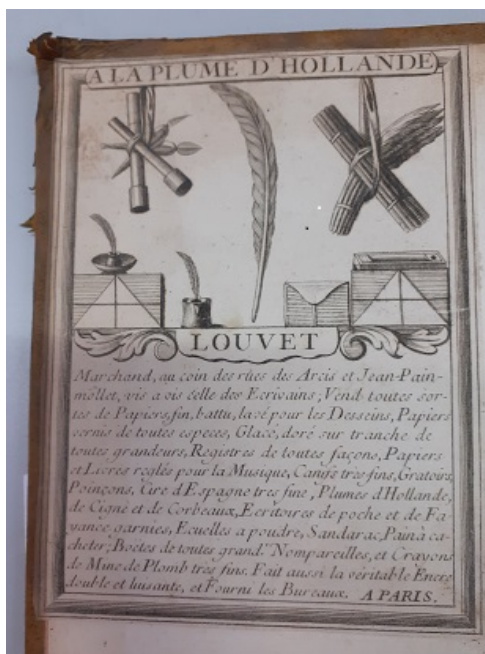 A LA PLUME D'HOLLANDE
LOUVET
Marchand, au coin des rües des Arcis et Jean-Pain-
mollet, vis a vis celle des Ecrivains; Vend toutes sor-
tes de Papiers, fin, battu, lavé pour les Desseins, Papiers
vernis de toutes especes, Glacé, doré sur tranche de
toutes grandeurs, Registres de toutes façons, Papiers
et Livres reglés pour la Musique, Canifs tres-fins, Gratoirs,
Poinçons, Cire d'Espagne tres fine, Plumes d'Hollande,
de Cigne et de Corbeaux, Ecritoires de poche et de Fa-
yance garnies, Ecuelles a poudre, Sandarac, Pain à ca-
cheter; Boetes de toutes grand.^rs Nompareilles, et Crayons
de Mine de Plomb tres fins. Fait aussi la véritable Encre
double et luisante, et Fourni les Bureaux. A PARIS.